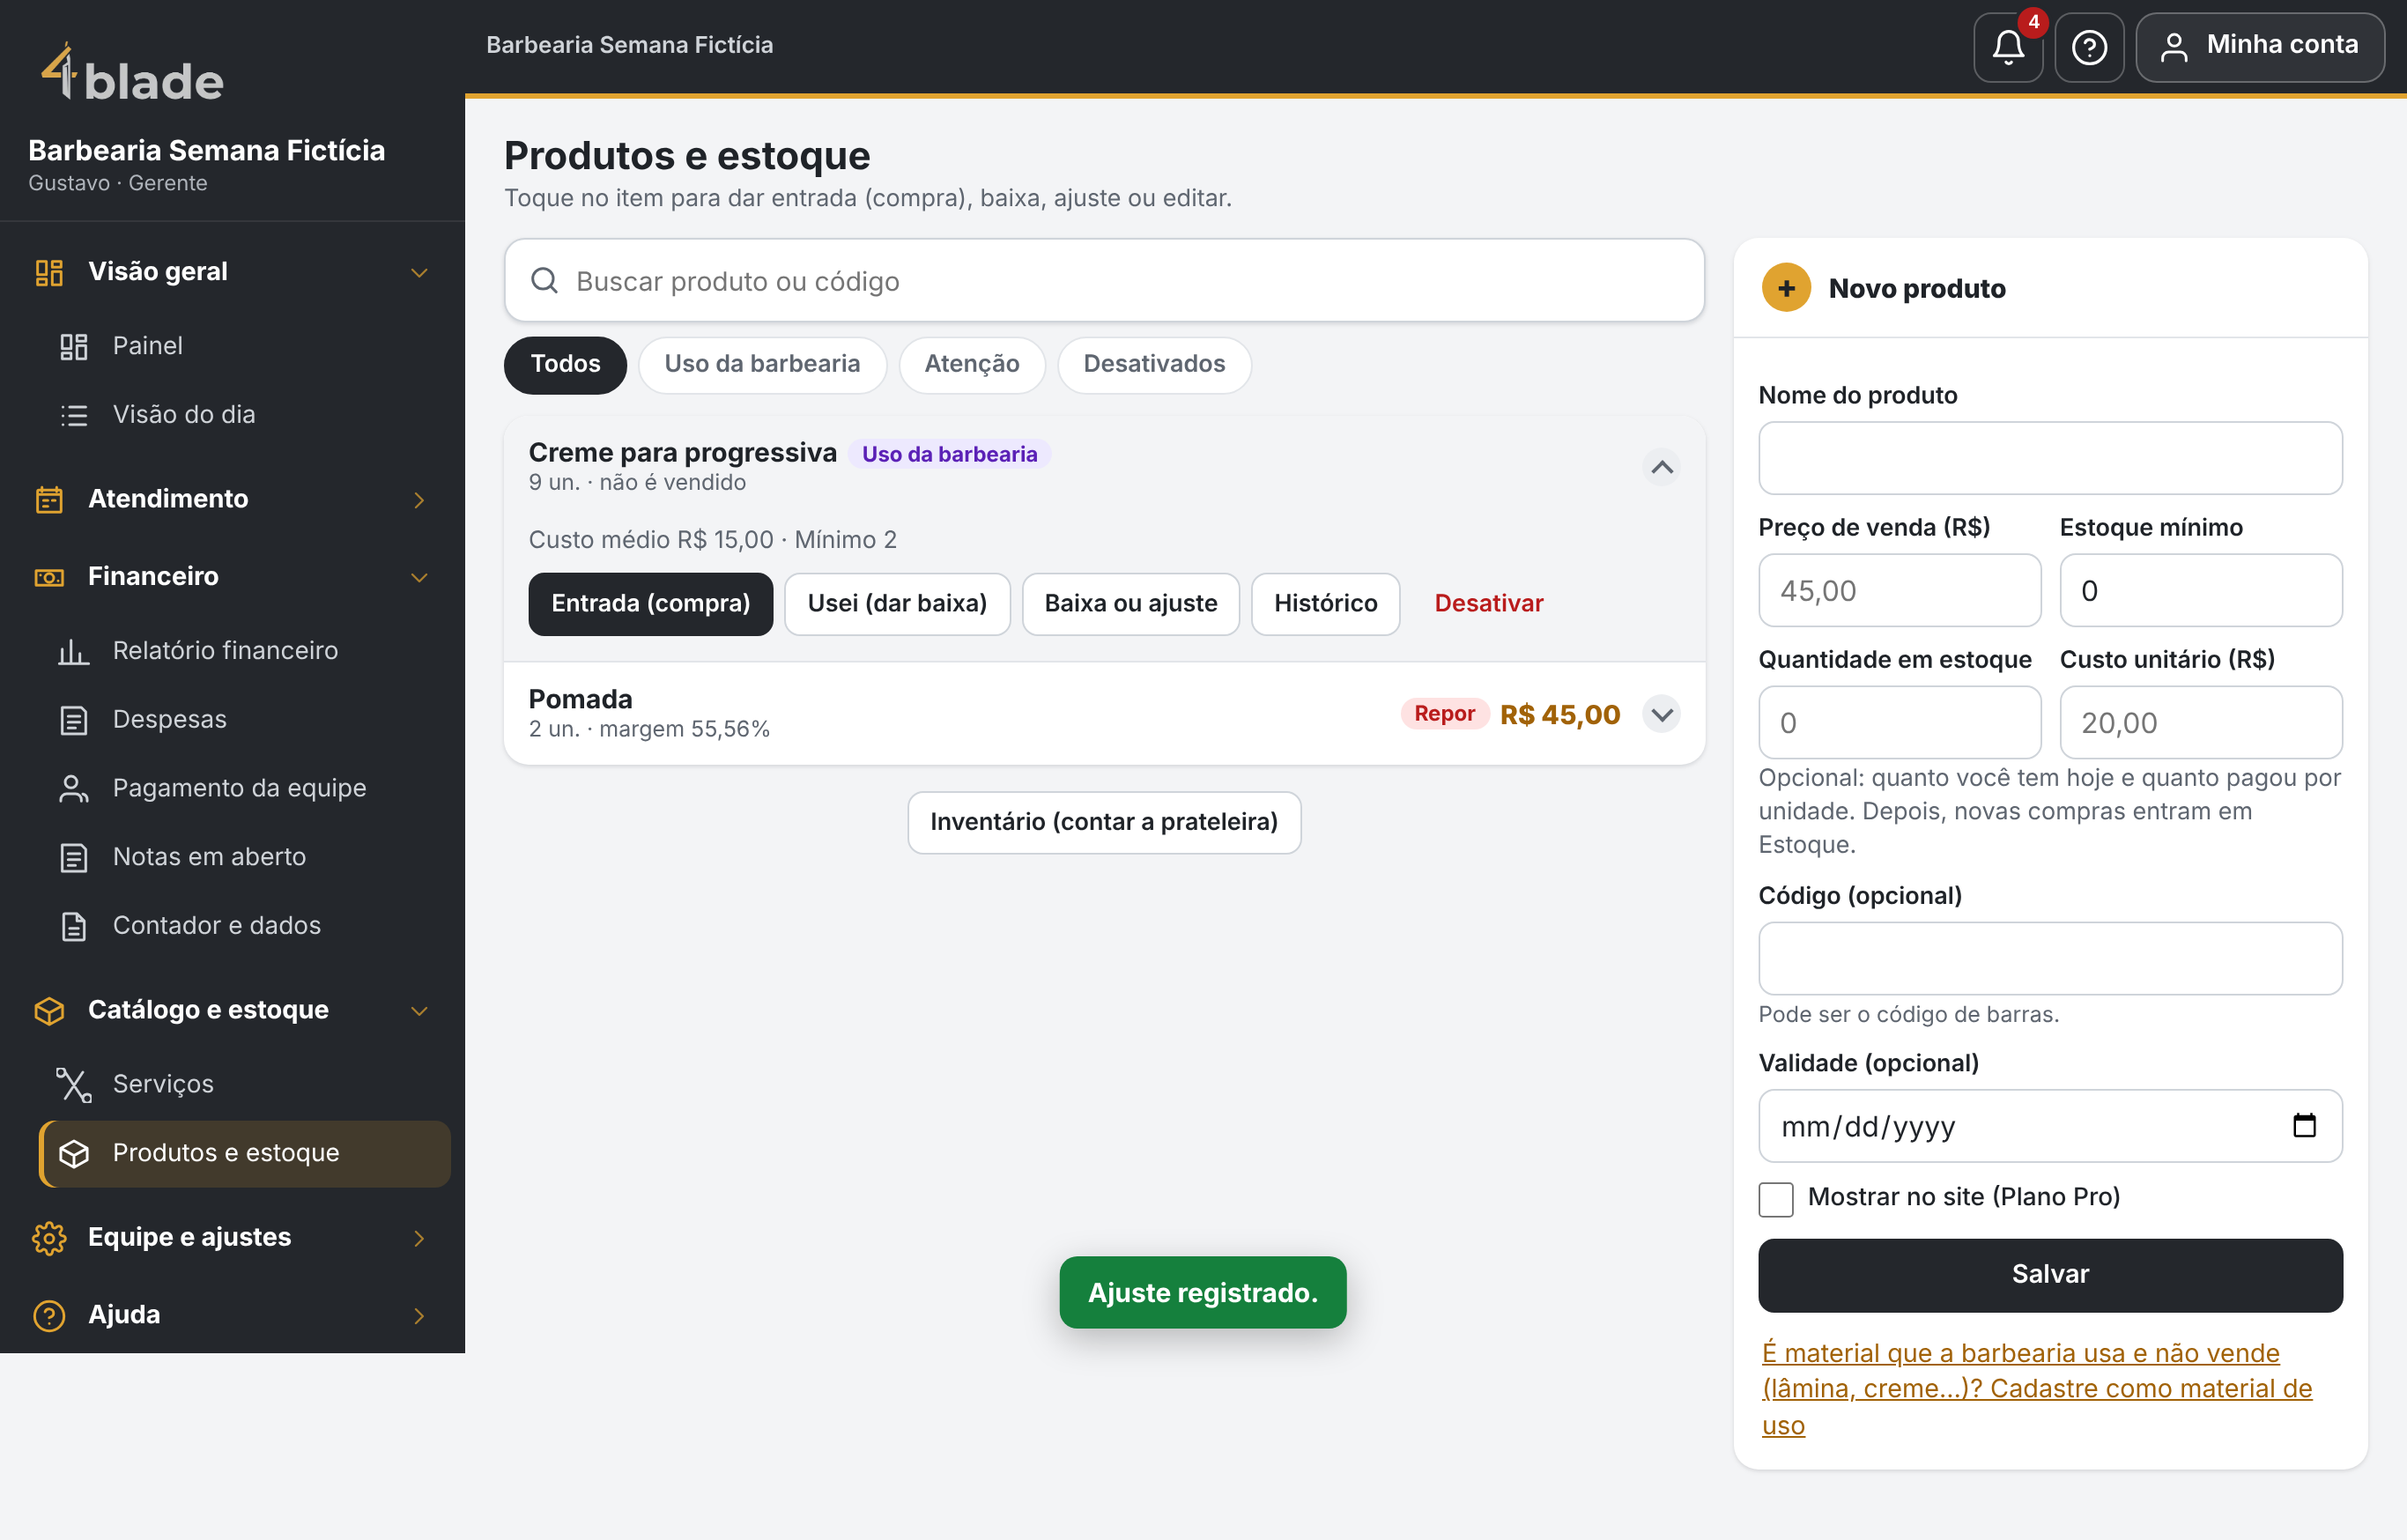 4blade
Barbearia Semana Fictícia
Gustavo · Gerente
Visão geral
Painel
Visão do dia
Atendimento
Financeiro
Relatório financeiro
Despesas
Pagamento da equipe
Notas em aberto
Contador e dados
Catálogo e estoque
Serviços
Produtos e estoque
Equipe e ajustes
Ajuda
Barbearia Semana Fictícia
4
Minha conta
Produtos e estoque
Toque no item para dar entrada (compra), baixa, ajuste ou editar.
Buscar produto ou código
Todos
Uso da barbearia
Atenção
Desativados
Creme para progressiva Uso da barbearia
9 un. · não é vendido
Custo médio R$ 15,00 · Mínimo 2
Entrada (compra)
Usei (dar baixa)
Baixa ou ajuste
Histórico
Desativar
Pomada
2 un. · margem 55,56%
Repor R$ 45,00
Inventário (contar a prateleira)
Ajuste registrado.
+ Novo produto
Nome do produto
Preço de venda (R$)
45,00
Estoque mínimo
0
Quantidade em estoque
0
Custo unitário (R$)
20,00
Opcional: quanto você tem hoje e quanto pagou por
unidade. Depois, novas compras entram em
Estoque.
Código (opcional)
Pode ser o código de barras.
Validade (opcional)
mm/dd/yyyy
Mostrar no site (Plano Pro)
Salvar
É material que a barbearia usa e não vende
(lâmina, creme...)? Cadastre como material de
uso